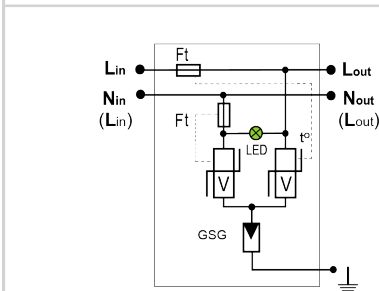 Ft
Lin Lout
Nin Nout
(Lin) Ft (Lout)
LED t°
V V
GSG